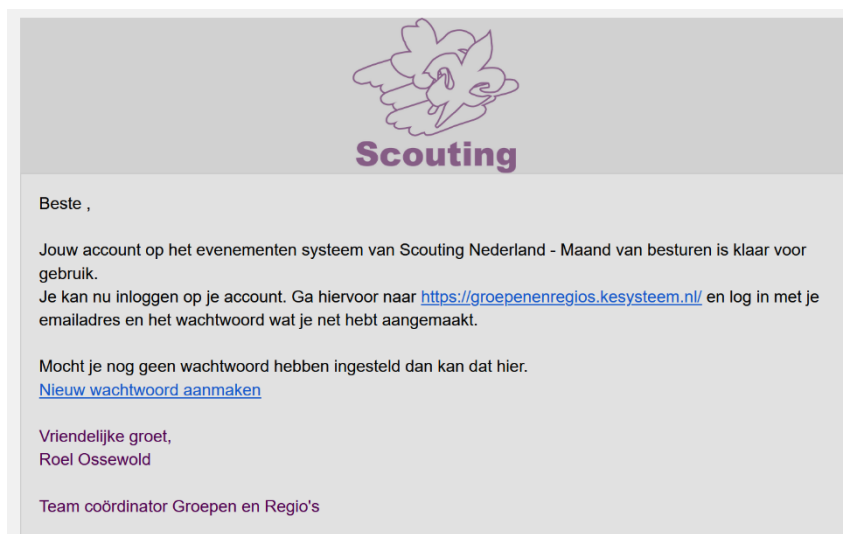 Scouting
Beste ,
Jouw account op het evenementen systeem van Scouting Nederland - Maand van besturen is klaar voor
gebruik.
Je kan nu inloggen op je account. Ga hiervoor naar https://groepenenregios.kesysteem.nl/ en log in met je
emailadres en het wachtwoord wat je net hebt aangemaakt.
Mocht je nog geen wachtwoord hebben ingesteld dan kan dat hier.
Nieuw wachtwoord aanmaken
Vriendelijke groet,
Roel Ossewold
Team coördinator Groepen en Regio's